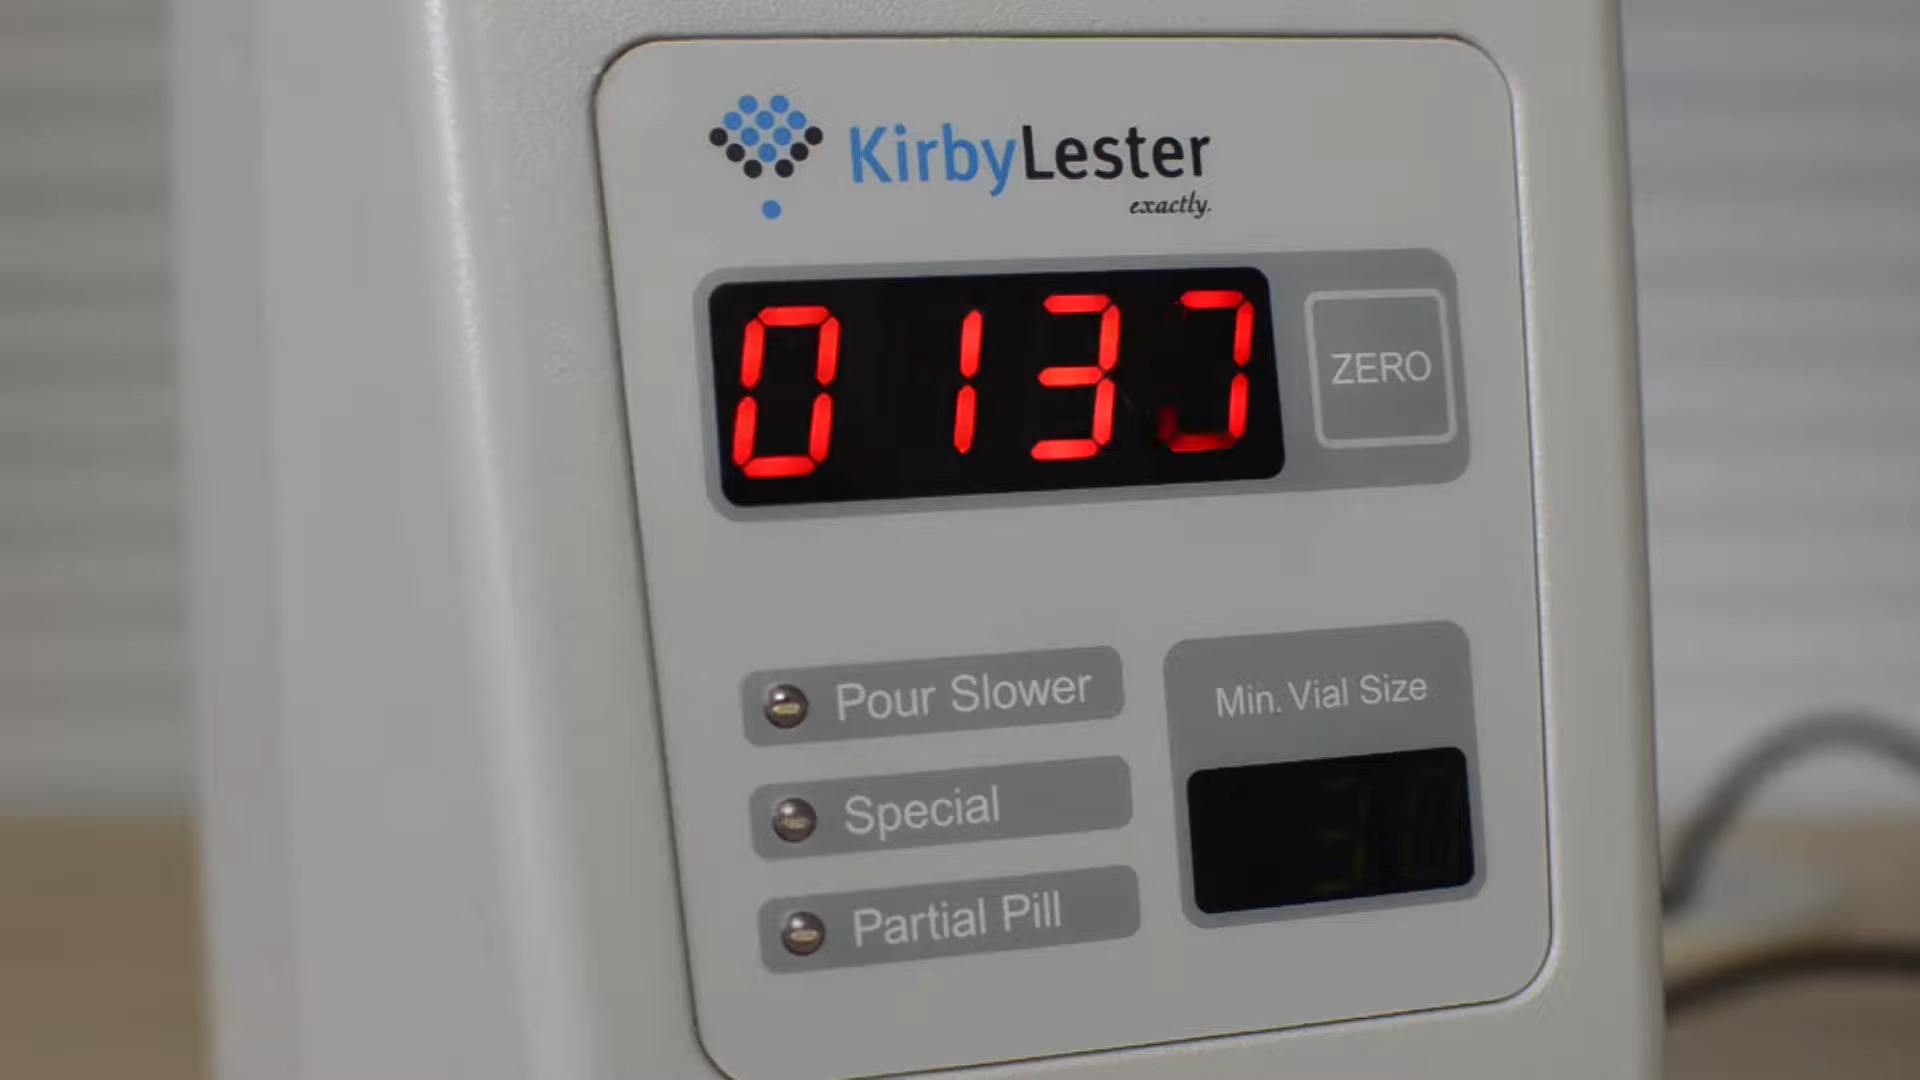 KirbyLester
exactly.
0137
ZERO
Pour Slower
Min. Vial Size
Special
Partial Pill